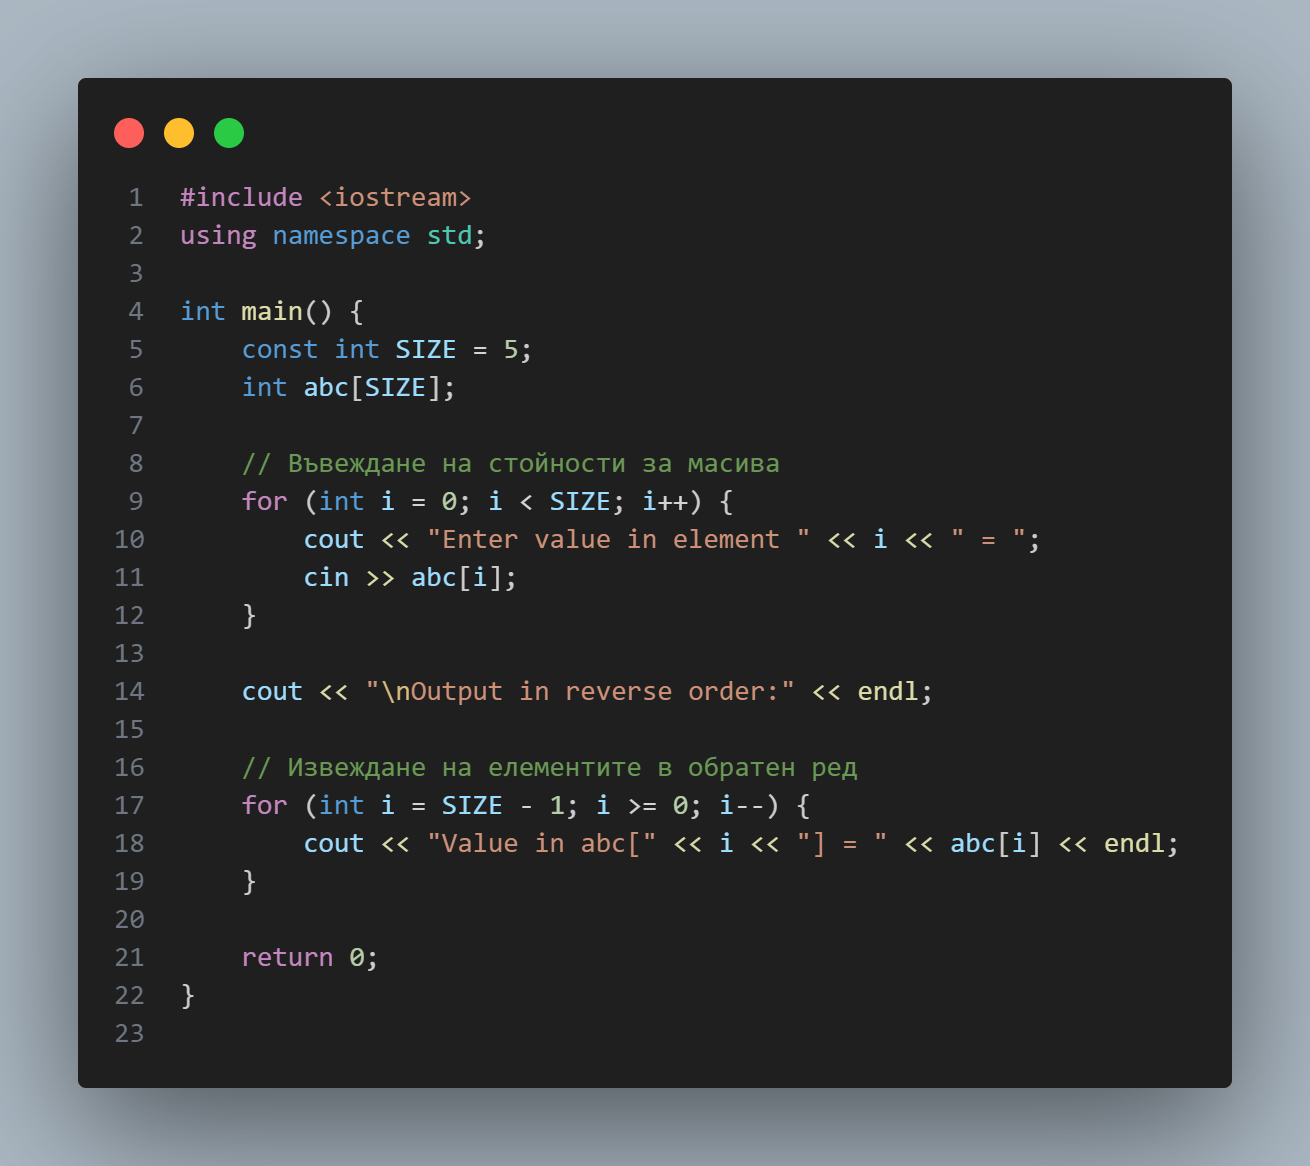 1 #include <iostream>
2 using namespace std;
3
4 int main() {
5     const int SIZE = 5;
6     int abc[SIZE];
7
8     // Въвеждане на стойности за масива
9     for (int i = 0; i < SIZE; i++) {
10         cout << "Enter value in element " << i << " = ";
11         cin >> abc[i];
12     }
13
14     cout << "\nOutput in reverse order:" << endl;
15
16     // Извеждане на елементите в обратен ред
17     for (int i = SIZE - 1; i >= 0; i--) {
18         cout << "Value in abc[" << i << "] = " << abc[i] << endl;
19     }
20
21     return 0;
22 }
23